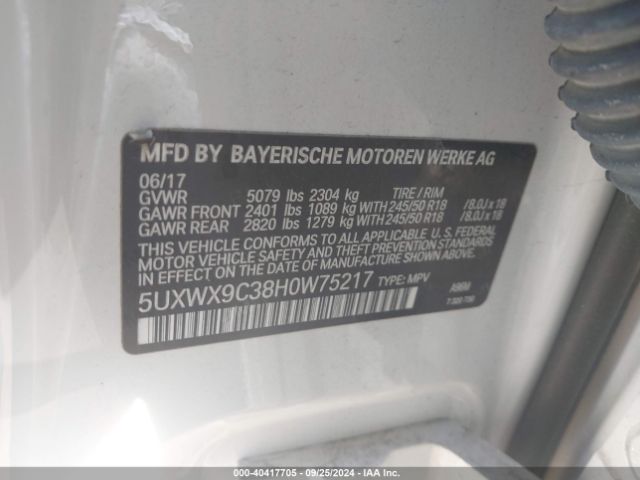 MFD BY BAYERISCHE MOTOREN WERKE AG
06/17
GVWR 5079 lbs 2304 kg TIRE / RIM
GAWR FRONT 2401 lbs 1089 kg WITH 245/50 R18 /8.0J x 18
GAWR REAR 2820 lbs 1279 kg WITH 245/50 R18 /8.0J x 18
THIS VEHICLE CONFORMS TO ALL APPLICABLE U. S. FEDERAL
MOTOR VEHICLE SAFETY AND THEFT PREVENTION STANDARDS
IN EFFECT ON THE DATE OF MANUFACTURE SHOWN ABOVE.
5UXWX9C38H0W75217 TYPE: MPV
000-40417705 - 09/25/2024 - IAA Holdings, LLC.